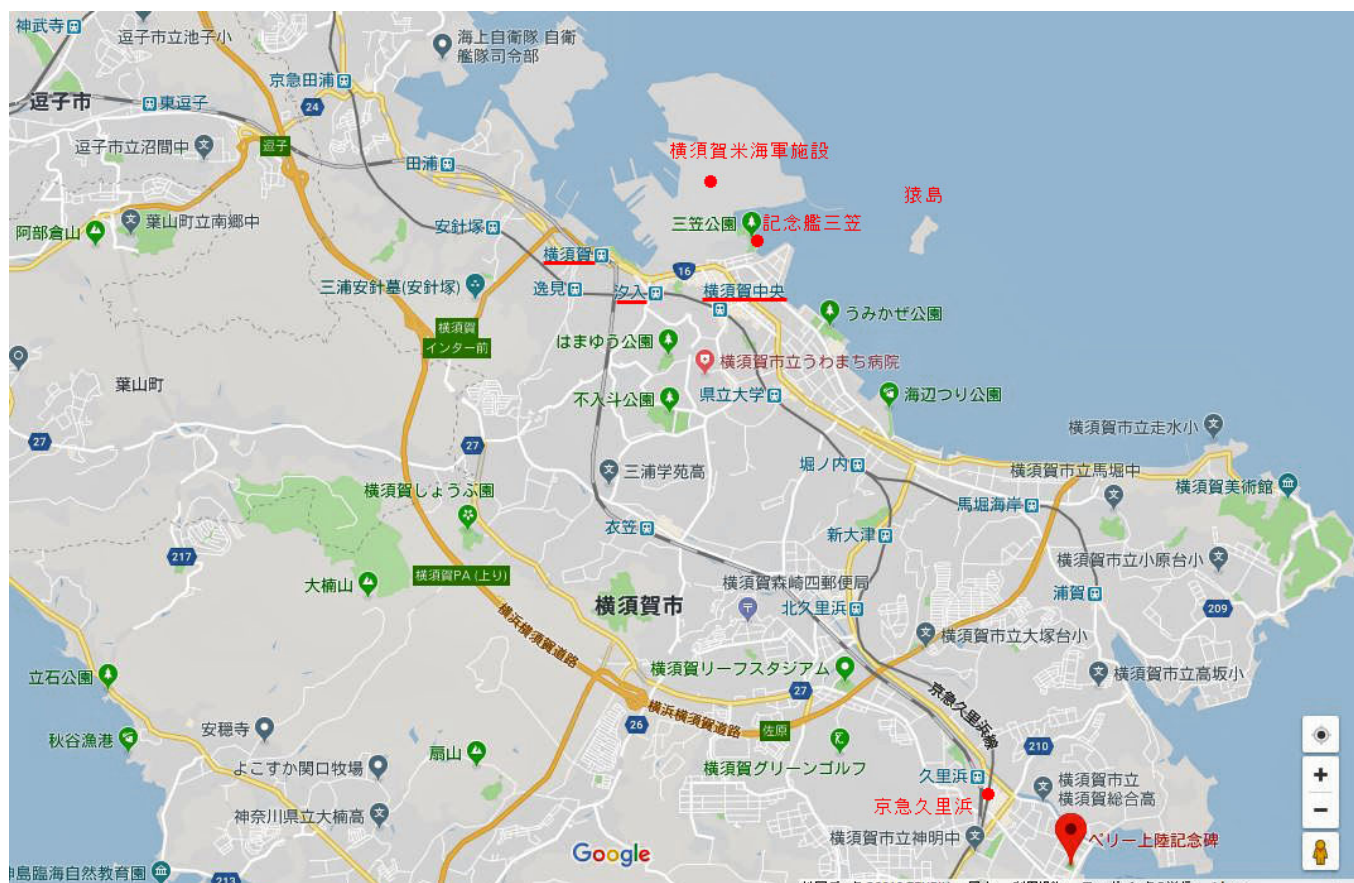 神武寺
逗子市立池子小
海上自衛隊 自衛
艦隊司令部
京急田浦
逗子市
東逗子
24
逗子市立沼間中
逗子
田浦
横須賀米海軍施設
猿島
葉山町立南郷中
阿部倉山
安針塚
三笠公園
記念艦三笠
横須賀
16
三浦安針墓(安針塚)
逸見
汐入
横須賀中央
うみかぜ公園
横須賀
インター前
はまゆう公園
横須賀市立うわまち病院
葉山町
不入斗公園
県立大学
海辺つり公園
27
27
横須賀市立走水小
三浦学苑高
堀ノ内
横須賀市立馬堀中
横須賀しょうぶ園
馬堀海岸
横須賀美術館
衣笠
新大津
217
横須賀市立小原台小
大楠山
横須賀PA (上り)
横須賀森崎四郵便局
浦賀
横須賀市
北久里浜
209
横浜横須賀道路
横須賀市立大塚台小
立石公園
横須賀リーフスタジアム
横須賀市立高坂小
27
京急久里浜線
横浜横須賀道路
26
佐原
安穏寺
秋谷漁港
扇山
210
よこすか関口牧場
横須賀グリーンゴルフ
久里浜
横須賀市立
横須賀総合高
京急久里浜
神奈川県立大楠高
横須賀市立神明中
ペリー上陸記念碑
Google
島臨海自然教育園
213